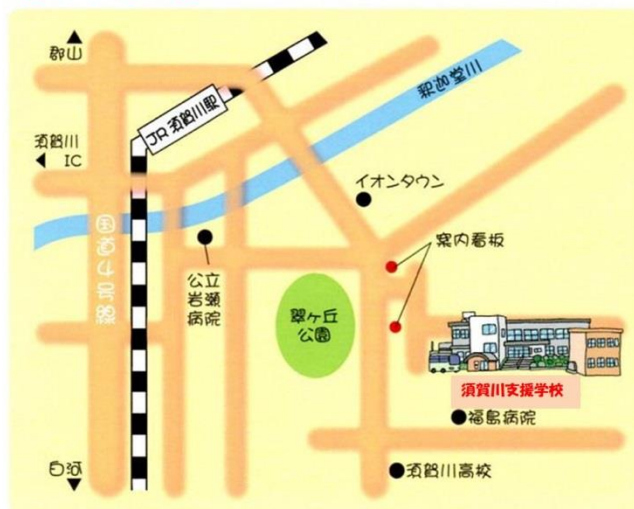 郡山
JR 須賀川駅
釈迦堂川
須賀川
IC
イオンタウン
国道4号線
案内看板
公立
岩瀬
病院
翠ヶ丘
公園
須賀川支援学校
福島病院
白河
須賀川高校